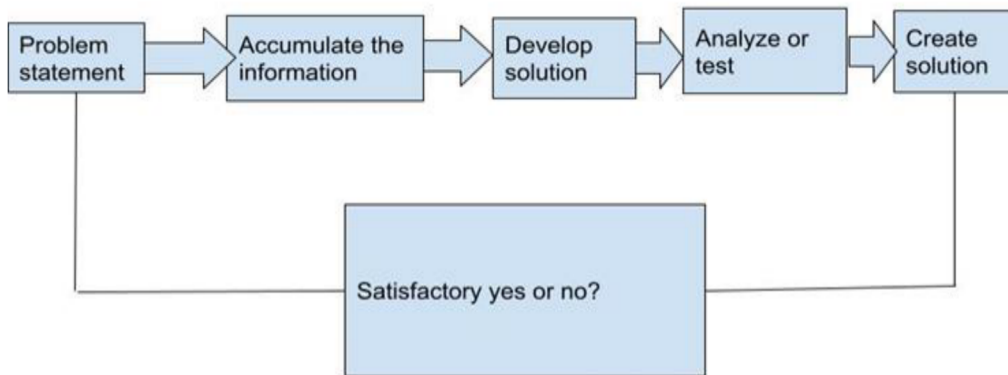 Problem
statement
Accumulate the
information
Develop
solution
Analyze or
test
Create
solution
Satisfactory yes or no?